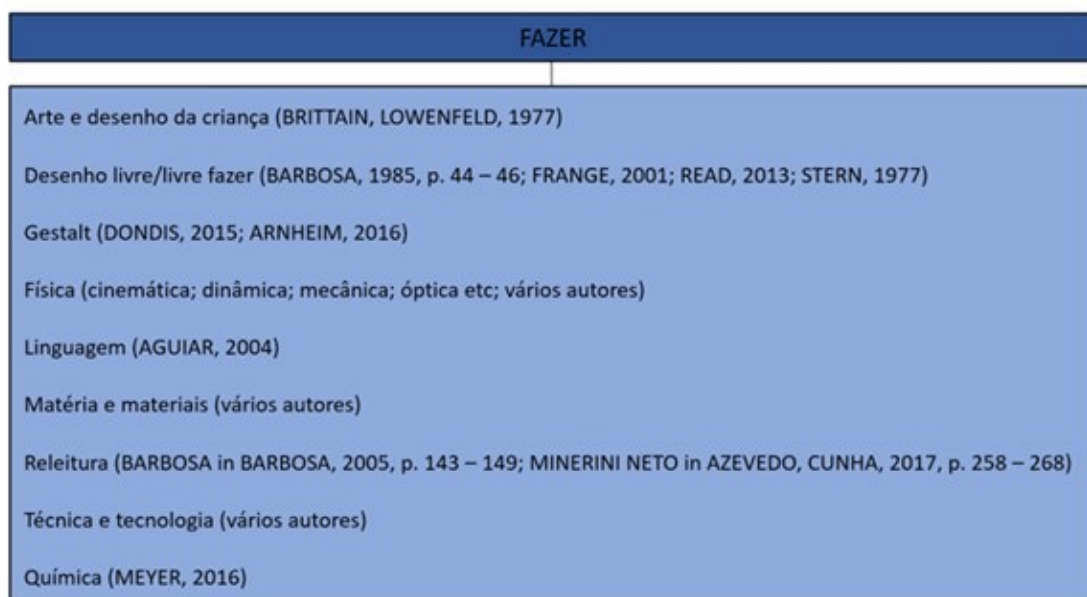 FAZER
Arte e desenho da criança (BRITTAIN, LOWENFELD, 1977)
Desenho livre/livre fazer (BARBOSA, 1985, p. 44 – 46; FRANGE, 2001; READ, 2013; STERN, 1977)
Gestalt (DONDIS, 2015; ARNHEIM, 2016)
Física (cinemática; dinâmica; mecânica; óptica etc; vários autores)
Linguagem (AGUIAR, 2004)
Matéria e materiais (vários autores)
Releitura (BARBOSA in BARBOSA, 2005, p. 143 – 149; MINERINI NETO in AZEVEDO, CUNHA, 2017, p. 258 – 268)
Técnica e tecnologia (vários autores)
Química (MEYER, 2016)